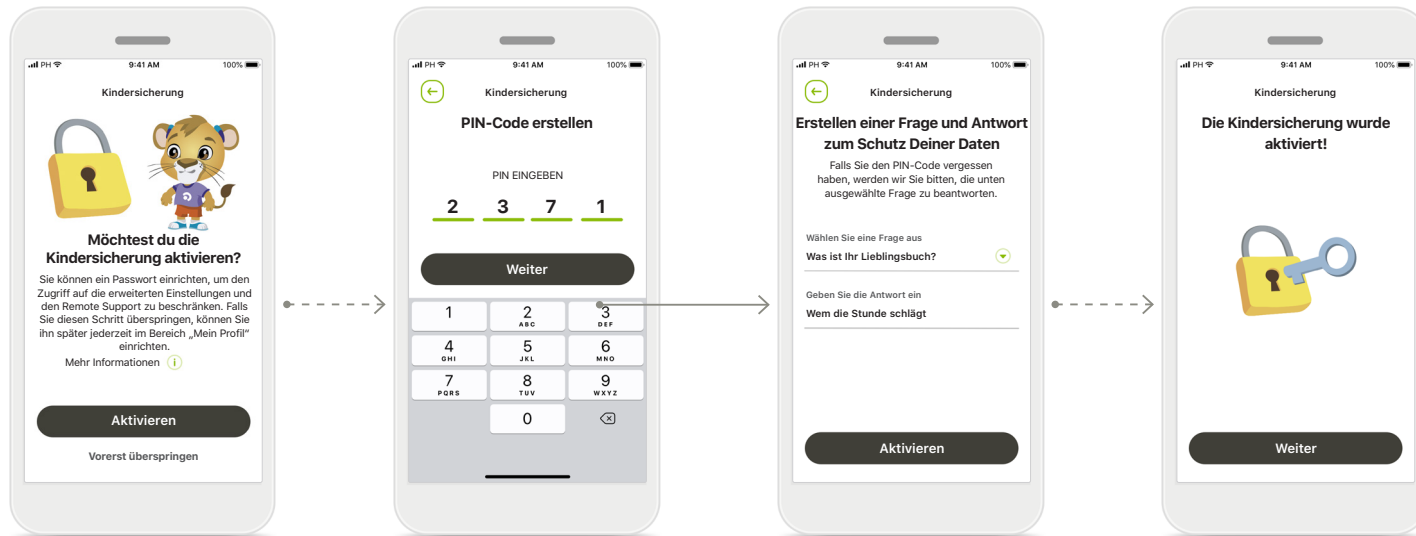 PH 9:41 AM 100%
Kindersicherung
Möchtest du die
Kindersicherung aktivieren?
Sie können ein Passwort einrichten, um den
Zugriff auf die erweiterten Einstellungen und
den Remote Support zu beschränken. Falls
Sie diesen Schritt überspringen, können Sie
ihn später jederzeit im Bereich „Mein Profil“
einrichten.
Mehr Informationen i
Aktivieren
Vorerst überspringen
PH 9:41 AM 100%
Kindersicherung
PIN-Code erstellen
PIN EINGEBEN
2 3 7 1
Weiter
1 2 3
ABC DEF
4 5 6
GHI JKL MNO
7 8 9
PQRS TUV WXYZ
0
PH 9:41 AM 100%
Kindersicherung
Erstellen einer Frage und Antwort
zum Schutz Deiner Daten
Falls Sie den PIN-Code vergessen
haben, werden wir Sie bitten, die unten
ausgewählte Frage zu beantworten.
Wählen Sie eine Frage aus
Was ist Ihr Lieblingsbuch?
Geben Sie die Antwort ein
Wem die Stunde schlägt
Aktivieren
PH 9:41 AM 100%
Kindersicherung
Die Kindersicherung wurde
aktiviert!
Weiter